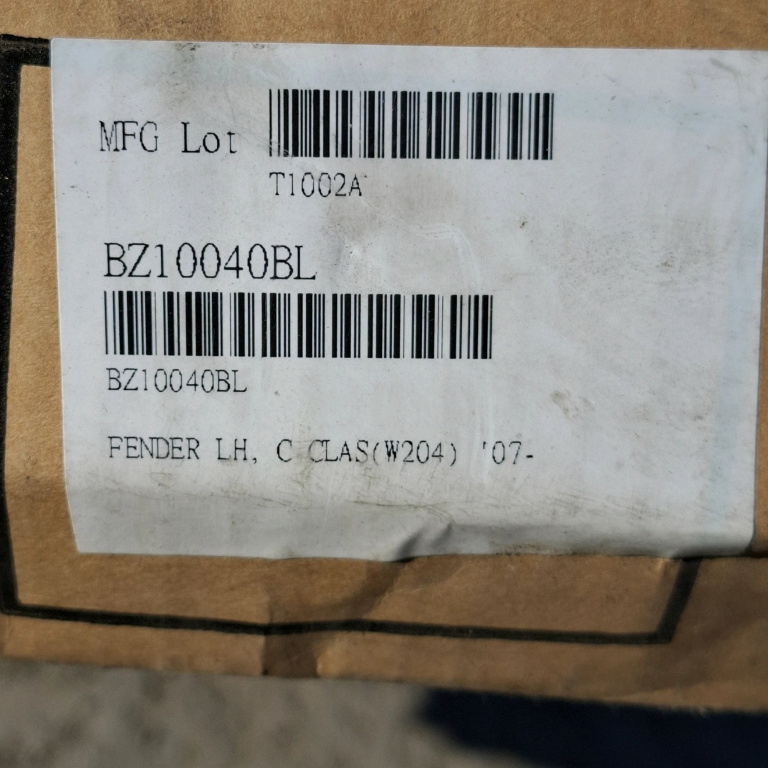 MFG Lot
T1002A
BZ10040BL
BZ10040BL
FENDER LH, C CLAS(W204) '07-